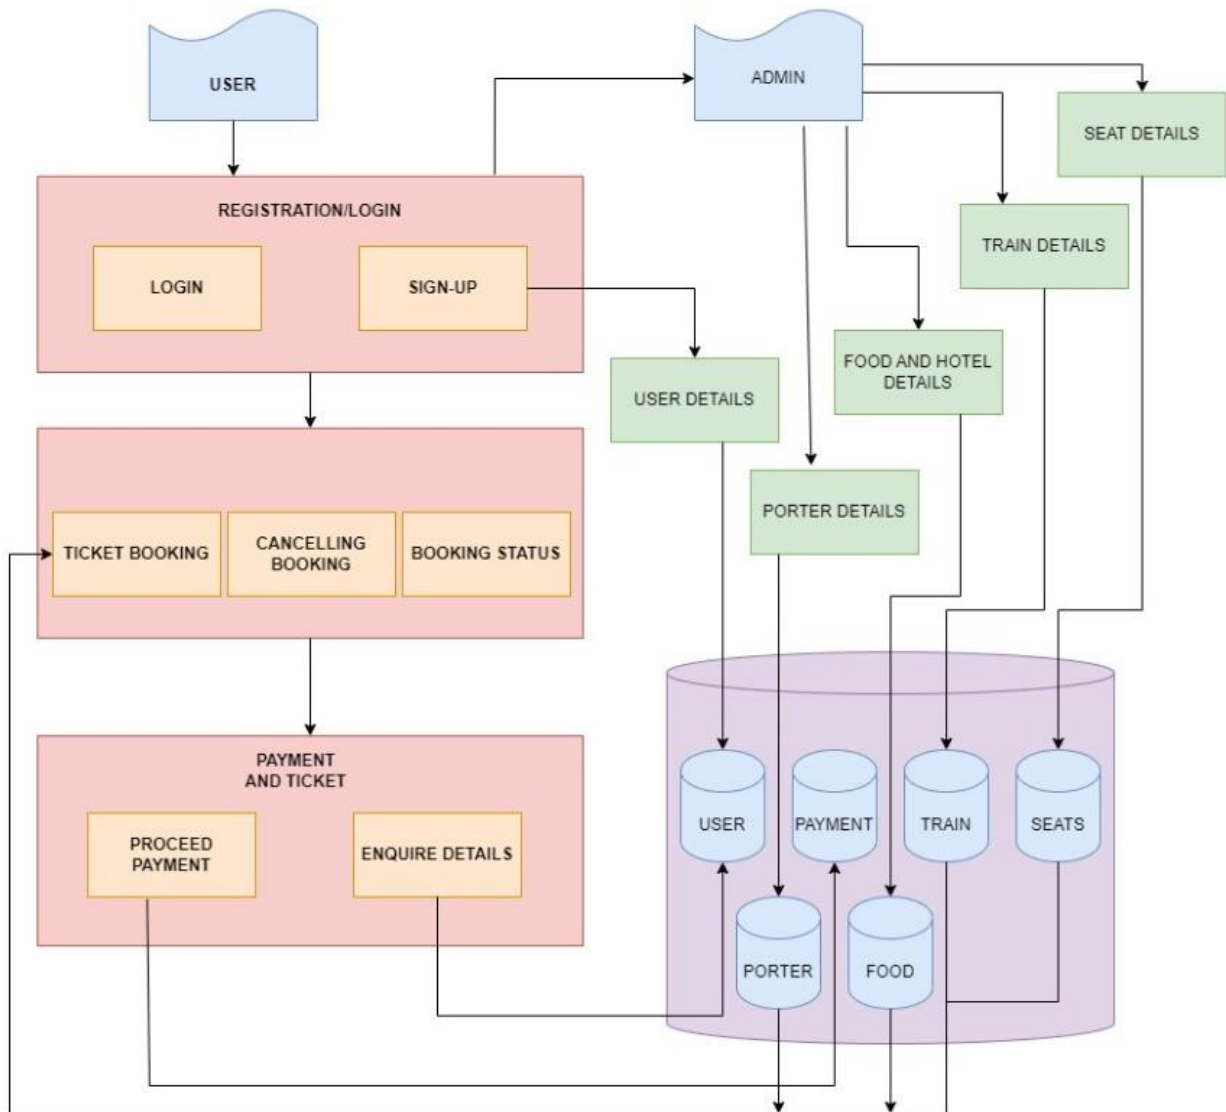 USER
ADMIN
SEAT DETAILS
REGISTRATION/LOGIN
TRAIN DETAILS
LOGIN
SIGN-UP
FOOD AND HOTEL
DETAILS
USER DETAILS
PORTER DETAILS
TICKET BOOKING
CANCELLING
BOOKING
BOOKING STATUS
PAYMENT
AND TICKET
PROCEED
PAYMENT
ENQUIRE DETAILS
USER
PAYMENT
TRAIN
SEATS
PORTER
FOOD